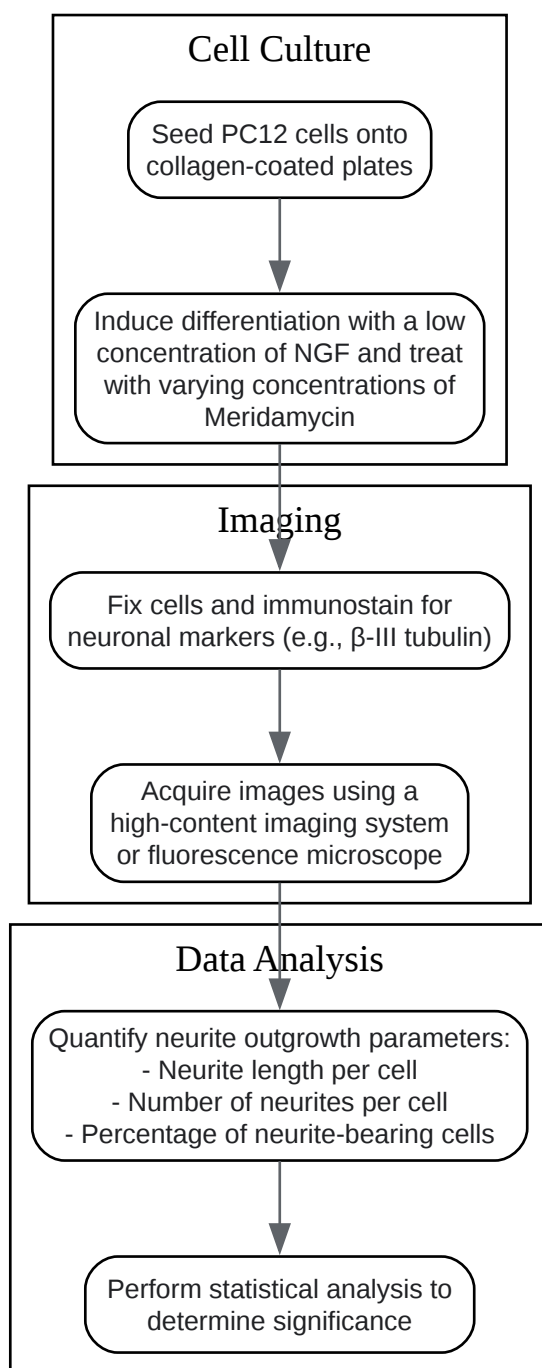 Cell Culture
Seed PC12 cells onto
collagen-coated plates
Induce differentiation with a low
concentration of NGF and treat
with varying concentrations of
Meridamycin
Imaging
Fix cells and immunostain for
neuronal markers (e.g., β-III tubulin)
Acquire images using a
high-content imaging system
or fluorescence microscope
Data Analysis
Quantify neurite outgrowth parameters:
- Neurite length per cell
- Number of neurites per cell
- Percentage of neurite-bearing cells
Perform statistical analysis to
determine significance